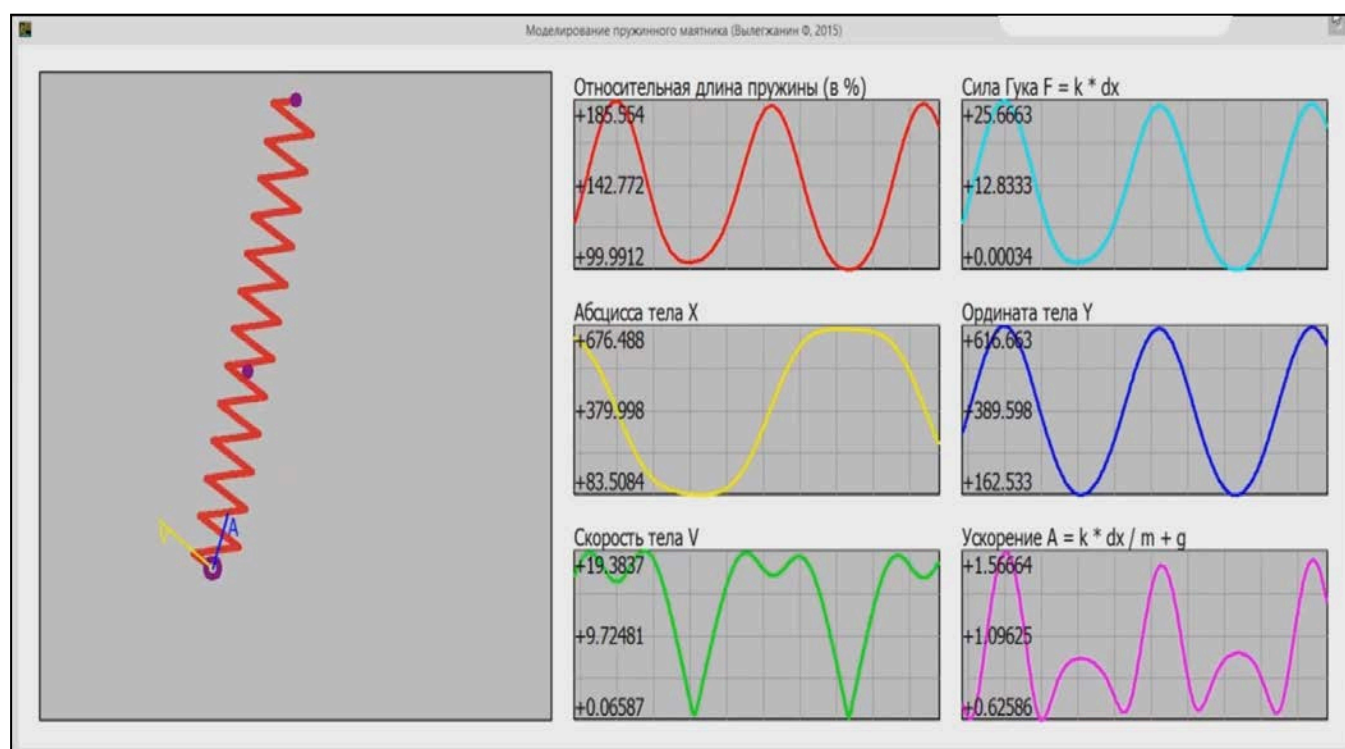 Моделирование пружинного маятника (Вылегжанин Ф, 2015)
Относительная длина пружины (в %)
+185.554
+142.772
+99.9912
Сила Гука F = k * dx
+25.6663
+12.8333
+0.00034
Абсцисса тела X
+676.488
+379.998
+83.5084
Ордината тела Y
+616.663
+389.598
+162.533
Скорость тела V
+19.3837
+9.72481
+0.06587
Ускорение A = k * dx / m + g
+1.56664
+1.09625
+0.62586
A